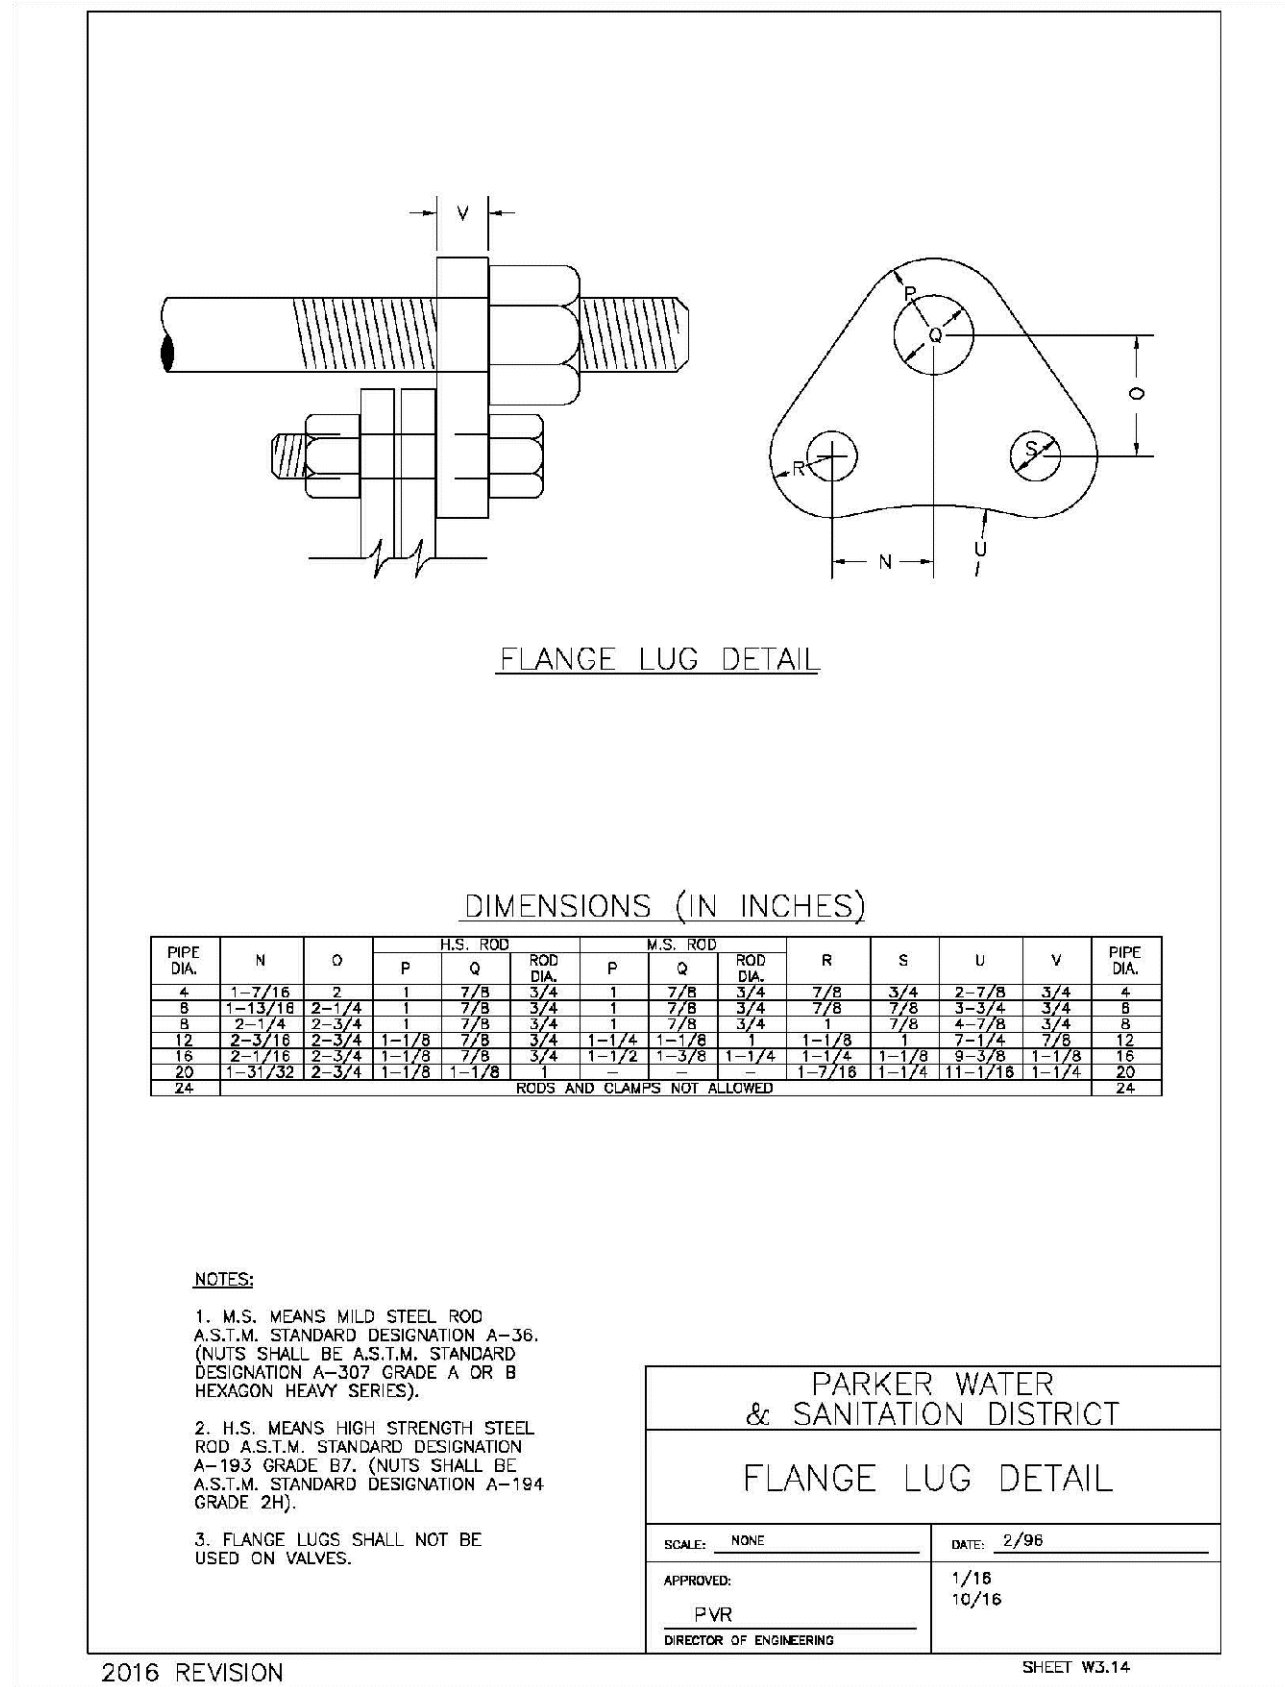 V
P
Q
O
S
R
N
U
FLANGE LUG DETAIL
DIMENSIONS (IN INCHES)
PIPE DIA. N O H.S. ROD M.S. ROD R S U V PIPE DIA.
P Q ROD DIA. P Q ROD DIA.
4 1-7/16 2 1 7/8 3/4 1 7/8 3/4 7/8 3/4 2-7/8 3/4 4
6 1-13/16 2-1/4 1 7/8 3/4 1 7/8 3/4 7/8 7/8 3-3/4 3/4 6
8 2-1/4 2-3/4 1 7/8 3/4 1 7/8 3/4 1 7/8 4-7/8 3/4 8
12 2-3/16 2-3/4 1-1/8 7/8 3/4 1-1/4 1-1/8 1 1-1/8 1 7-1/4 7/8 12
16 2-1/16 2-3/4 1-1/8 7/8 3/4 1-1/2 1-3/8 1-1/4 1-1/4 1-1/8 9-3/8 1-1/8 16
20 1-31/32 2-3/4 1-1/8 1-1/8 1 - - - 1-7/16 1-1/4 11-1/16 1-1/4 20
24 RODS AND CLAMPS NOT ALLOWED 24
NOTES:
1. M.S. MEANS MILD STEEL ROD
A.S.T.M. STANDARD DESIGNATION A-36.
(NUTS SHALL BE A.S.T.M. STANDARD
DESIGNATION A-307 GRADE A OR B
HEXAGON HEAVY SERIES).
2. H.S. MEANS HIGH STRENGTH STEEL
ROD A.S.T.M. STANDARD DESIGNATION
A-193 GRADE B7. (NUTS SHALL BE
A.S.T.M. STANDARD DESIGNATION A-194
GRADE 2H).
3. FLANGE LUGS SHALL NOT BE
USED ON VALVES.
PARKER WATER
& SANITATION DISTRICT
FLANGE LUG DETAIL
SCALE: NONE
DATE: 2/96
APPROVED:
PVR
DIRECTOR OF ENGINEERING
1/16
10/16
2016 REVISION
SHEET W3.14